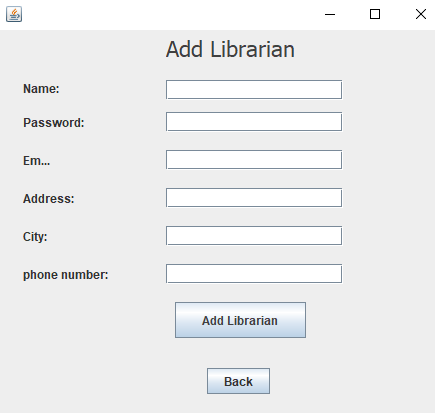 Add Librarian
Name:
Password:
Em...
Address:
City:
phone number:
Add Librarian
Back